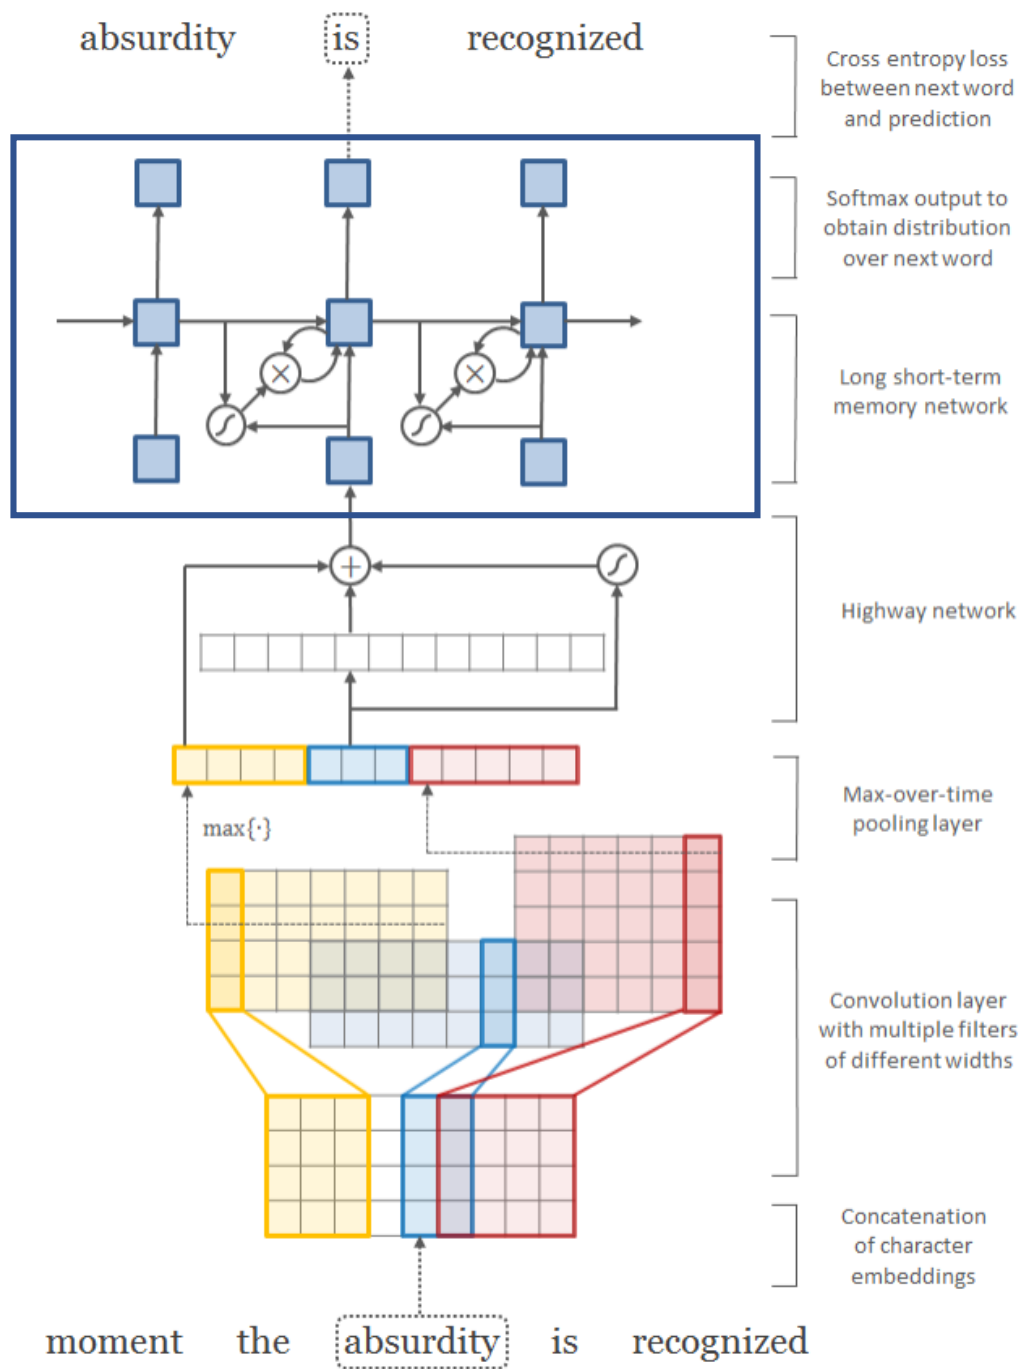 absurdity is recognized
Cross entropy loss
between next word
and prediction
Softmax output to
obtain distribution
over next word
Long short-term
memory network
Highway network
Max-over-time
pooling layer
max{·}
Convolution layer
with multiple filters
of different widths
Concatenation
of character
embeddings
moment the absurdity is recognized